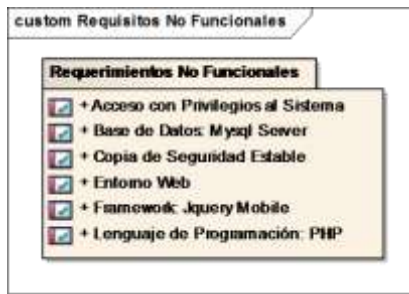 custom Requisitos No Funcionales
Requerimientos No Funcionales
+ Acceso con Privilegios al Sistema
+ Base de Datos: Mysql Server
+ Copia de Seguridad Estable
+ Entorno Web
+ Framework: Jquery Mobile
+ Lenguaje de Programación: PHP